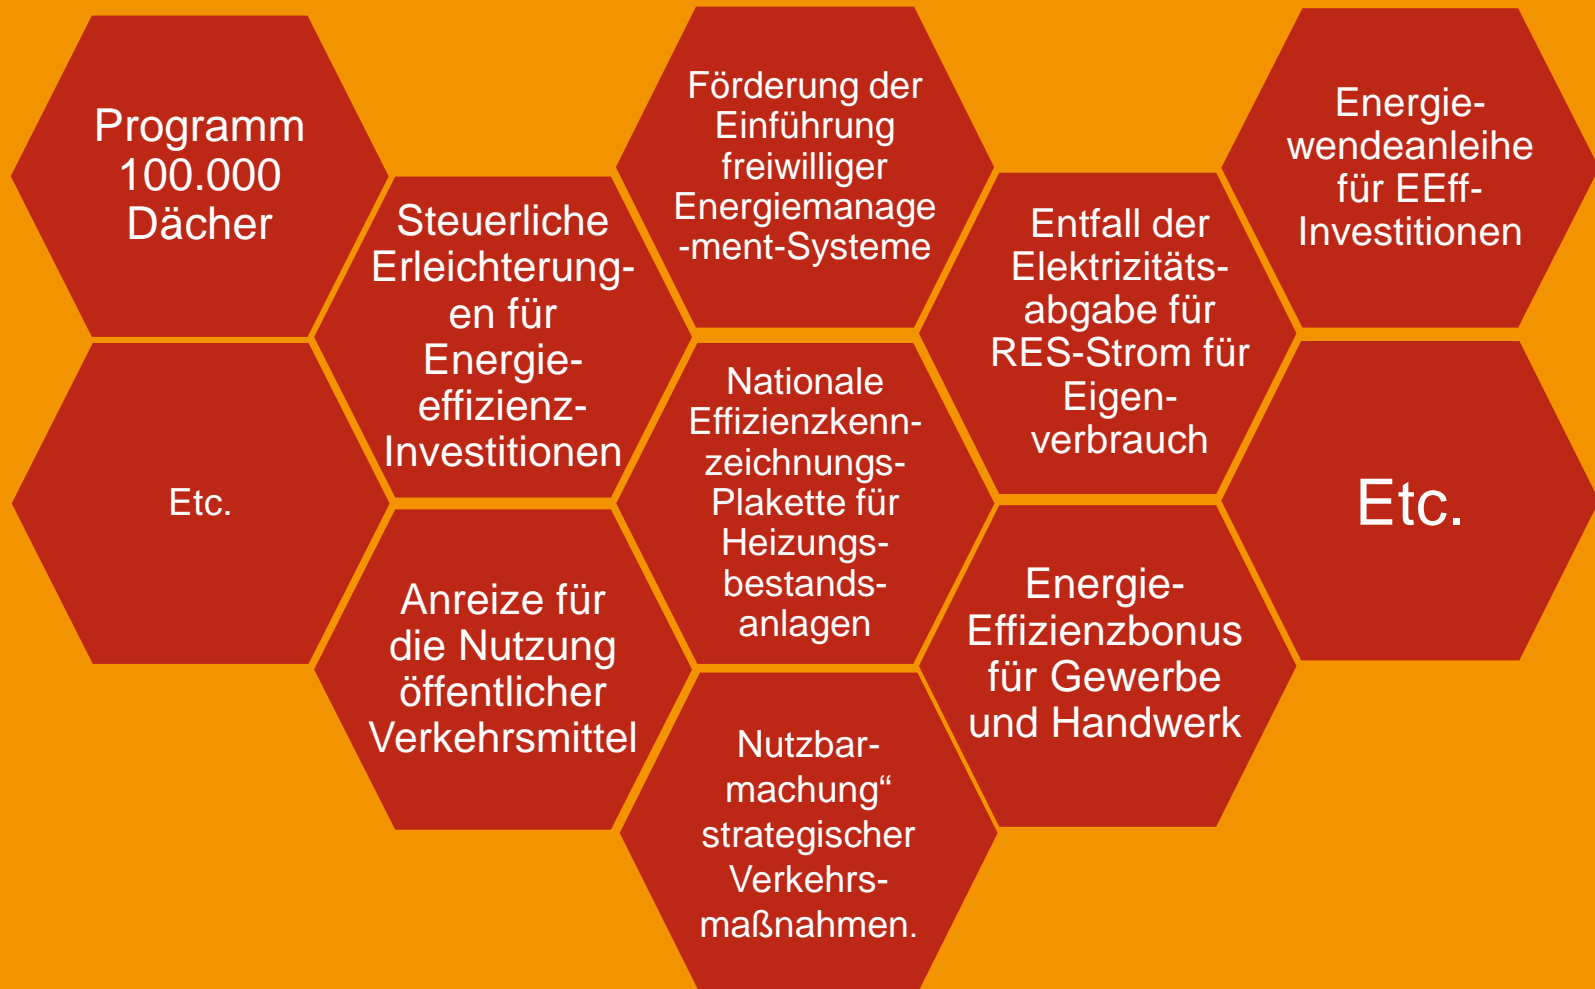 Programm
100.000
Dächer
Steuerliche
Erleichterung-
en für
Energie-
effizienz-
Investitionen
Förderung der
Einführung
freiwilliger
Energiemanage
-ment-Systeme
Entfall der
Elektrizitäts-
abgabe für
RES-Strom für
Eigen-
verbrauch
Energie-
wendeanleihe
für EEff-
Investitionen
Etc.
Anreize für
die Nutzung
öffentlicher
Verkehrsmittel
Nationale
Effizienzkenn-
zeichnungs-
Plakette für
Heizungs-
bestands-
anlagen
Energie-
Effizienzbonus
für Gewerbe
und Handwerk
Etc.
Nutzbar-
machung“
strategischer
Verkehrs-
maßnahmen.